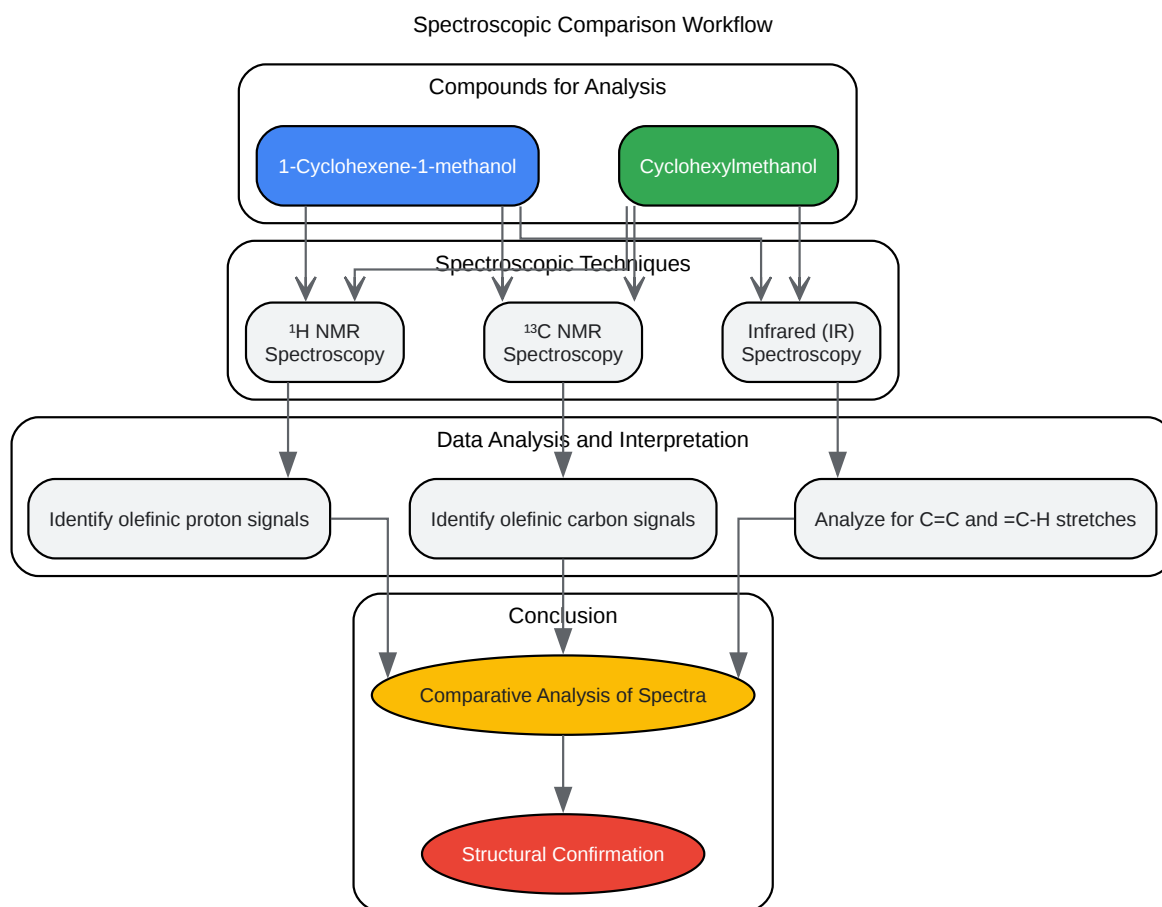 Spectroscopic Comparison Workflow
Compounds for Analysis
1-Cyclohexene-1-methanol
Cyclohexylmethanol
Spectroscopic Techniques
¹H NMR
Spectroscopy
¹³C NMR
Spectroscopy
Infrared (IR)
Spectroscopy
Data Analysis and Interpretation
Identify olefinic proton signals
Identify olefinic carbon signals
Analyze for C=C and =C-H stretches
Conclusion
Comparative Analysis of Spectra
Structural Confirmation